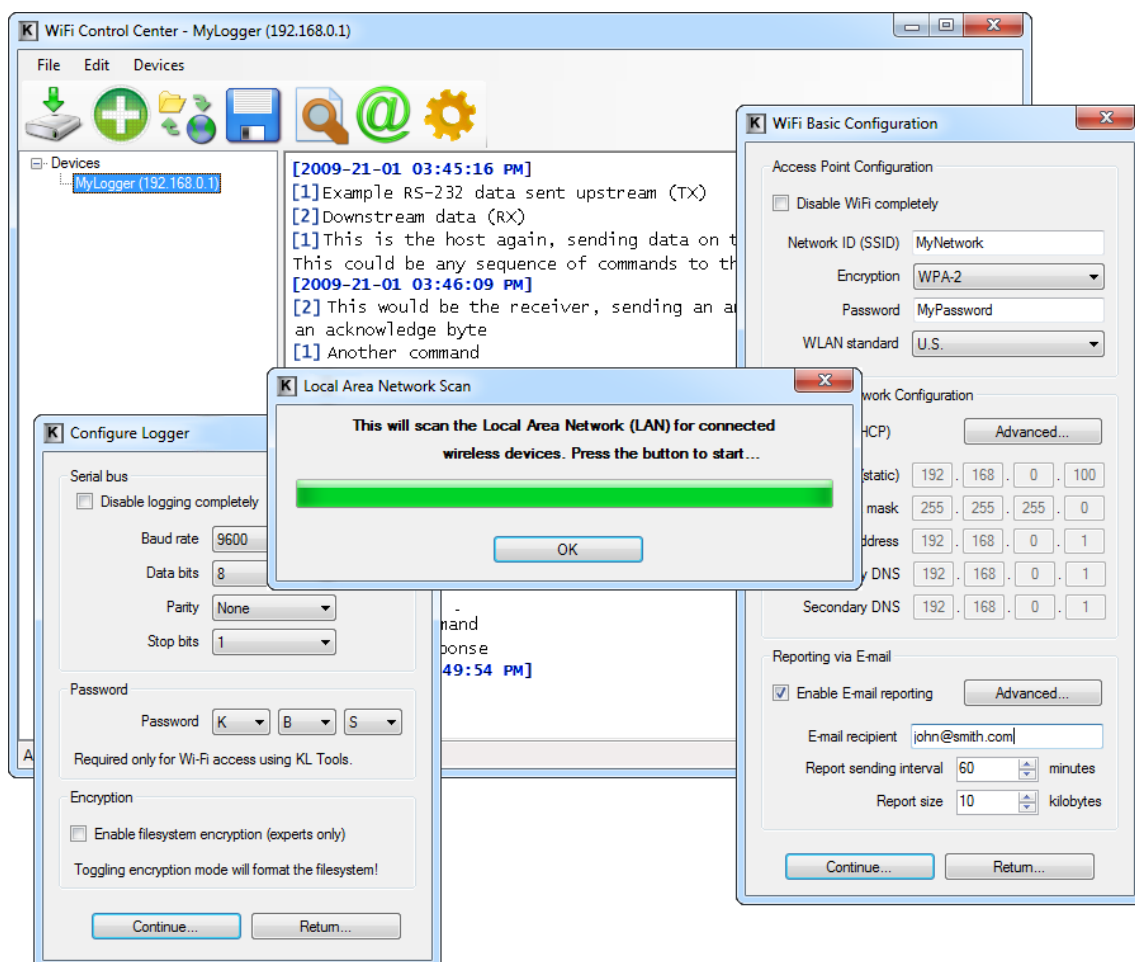 K WiFi Control Center - MyLogger (192.168.0.1)
File Edit Devices
Devices
MyLogger (192.168.0.1)
[2009-21-01 03:45:16 PM]
[1]Example RS-232 data sent upstream (TX)
[2]Downstream data (RX)
[1]This is the host again, sending data on t
This could be any sequence of commands to th
[2009-21-01 03:46:09 PM]
[2] This would be the receiver, sending an a
an acknowledge byte
[1] Another command
mand
ponse
49:54 PM]
A
K Local Area Network Scan
This will scan the Local Area Network (LAN) for connected
wireless devices. Press the button to start...
OK
K Configure Logger
Serial bus
Disable logging completely
Baud rate 9600
Data bits 8
Parity None
Stop bits 1
Password
Password K B S
Required only for Wi-Fi access using KL Tools.
Encryption
Enable filesystem encryption (experts only)
Toggling encryption mode will format the filesystem!
Continue... Return...
K WiFi Basic Configuration
Access Point Configuration
Disable WiFi completely
Network ID (SSID) MyNetwork
Encryption WPA-2
Password MyPassword
WLAN standard U.S.
work Configuration
HCP) Advanced...
(static) 192 . 168 . 0 . 100
mask 255 . 255 . 255 . 0
ddress 192 . 168 . 0 . 1
y DNS 192 . 168 . 0 . 1
Secondary DNS 192 . 168 . 0 . 1
Reporting via E-mail
Enable E-mail reporting Advanced...
E-mail recipient john@smith.com
Report sending interval 60 minutes
Report size 10 kilobytes
Continue... Return...